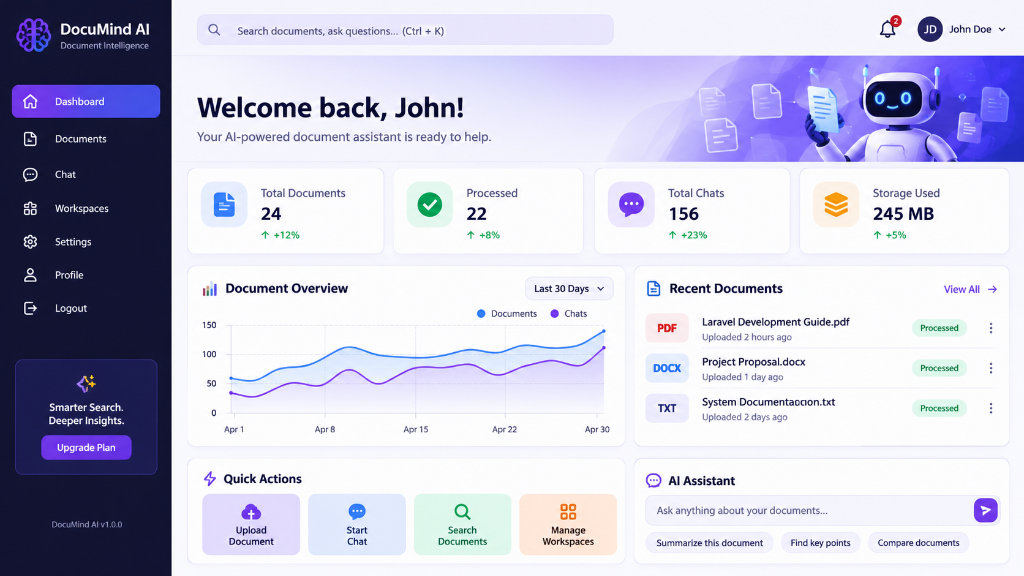 DocuMind AI
Document Intelligence
Dashboard
Documents
Chat
Workspaces
Settings
Profile
Logout
Smarter Search.
Deeper Insights.
Upgrade Plan
DocuMind AI v1.0.0
Search documents, ask questions... (Ctrl + K)
2
JD
John Doe
Welcome back, John!
Your AI-powered document assistant is ready to help.
Total Documents
24
+12%
Processed
22
+8%
Total Chats
156
+23%
Storage Used
245 MB
+5%
Document Overview
Last 30 Days
Documents
Chats
150
100
50
0
Apr 1
Apr 8
Apr 15
Apr 22
Apr 30
Recent Documents
View All
PDF
Laravel Development Guide.pdf
Uploaded 2 hours ago
Processed
DOCX
Project Proposal.docx
Uploaded 1 day ago
Processed
TXT
System Documentaccion.txt
Uploaded 2 days ago
Processed
Quick Actions
Upload
Document
Start
Chat
Search
Documents
Manage
Workspaces
AI Assistant
Ask anything about your documents...
Summarize this document
Find key points
Compare documents